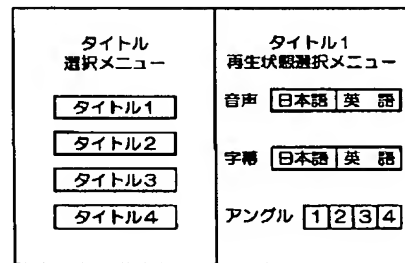 タイトル
選択メニュー
タイトル1
タイトル2
タイトル3
タイトル4
タイトル1
再生状態選択メニュー
音声 日本語 英 語
字幕 日本語 英 語
アングル 1 2 3 4